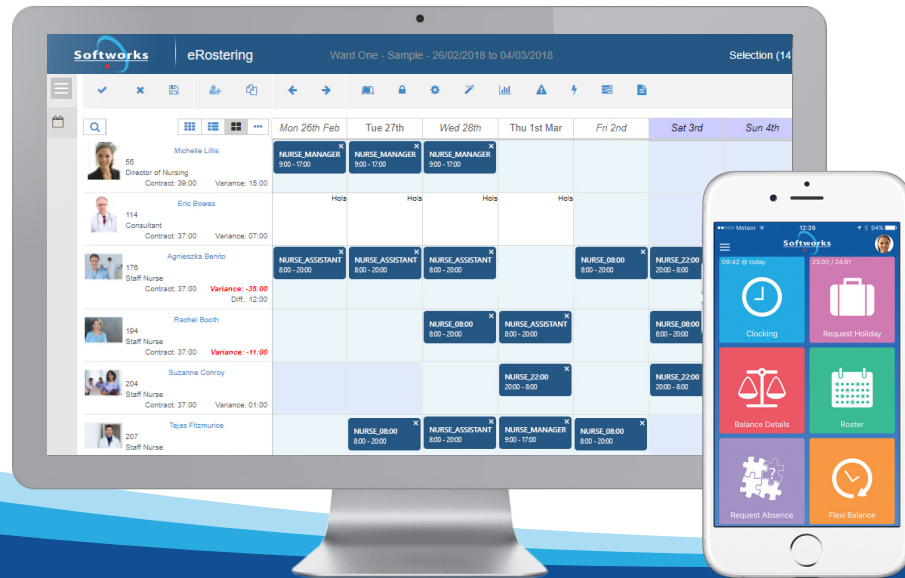 Softworks
eRostering
Ward One - Sample - 26/02/2018 to 04/03/2018
Selection (14
Mon 26th Feb
Tue 27th
Wed 28th
Thu 1st Mar
Fri 2nd
Sat 3rd
Sun 4th
Michelle Lillis
55
Director of Nursing
Contract: 39:00 Variance: 15:00
NURSE_MANAGER
9:00 - 17:00
NURSE_MANAGER
9:00 - 17:00
NURSE_MANAGER
9:00 - 17:00
Eric Bowes
114
Consultant
Contract: 37:00 Variance: 07:00
Hols
Hols
Hols
Hols
Agnieszka Benito
176
Staff Nurse
Contract: 37:00 Variance: -35:00
Diff.: 12:00
NURSE_ASSISTANT
8:00 - 20:00
NURSE_ASSISTANT
8:00 - 20:00
NURSE_ASSISTANT
8:00 - 20:00
NURSE_08:00
8:00 - 20:00
NURSE_22:00
20:00 - 8:00
Rachel Booth
194
Staff Nurse
Contract: 37:00 Variance: -11:00
NURSE_08:00
8:00 - 20:00
NURSE_ASSISTANT
8:00 - 20:00
NURSE_08:00
8:00 - 20:00
Suzanne Conroy
204
Staff Nurse
Contract: 37:00 Variance: 01:00
NURSE_22:00
20:00 - 8:00
NURSE_22:00
20:00 - 8:00
Tejas Fitzmurice
207
Staff Nurse
NURSE_08:00
8:00 - 20:00
NURSE_ASSISTANT
8:00 - 20:00
NURSE_MANAGER
9:00 - 17:00
NURSE_08:00
8:00 - 20:00
Meteor 12:26 94%
Softworks
09:42 @ today
23.00 / 24.61
Clocking
Request Holiday
Balance Details
Roster
Request Absence
Flexi Balance